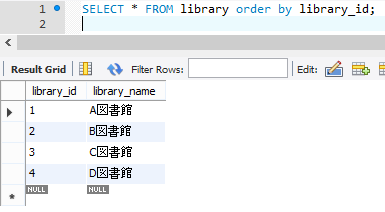 1 SELECT * FROM library order by library_id;
2
Result Grid Filter Rows: Edit:
library_id library_name
1 A図書館
2 B図書館
3 C図書館
4 D図書館
NULL NULL